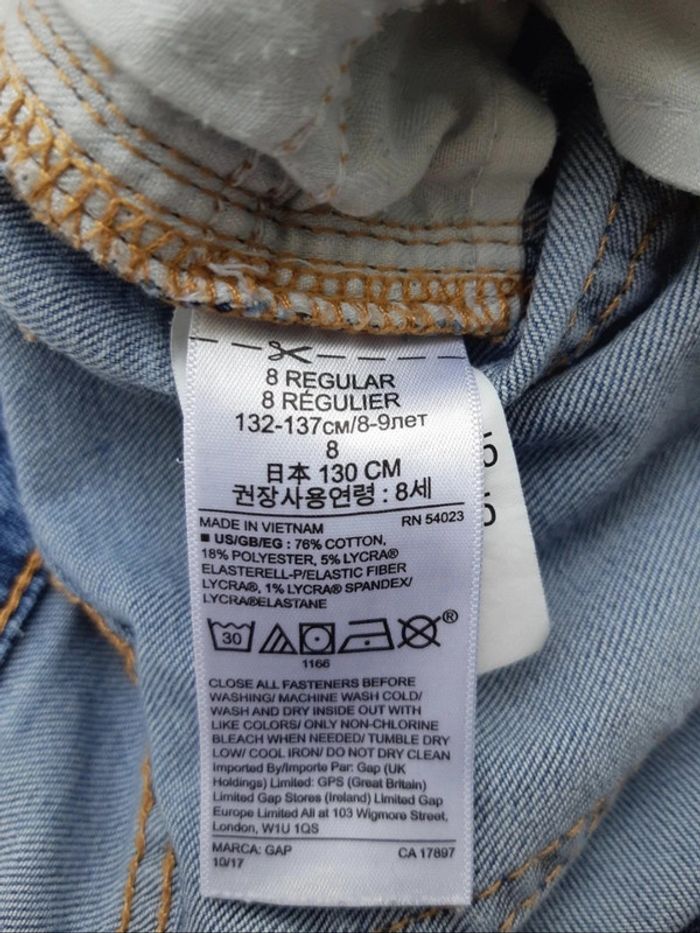 8 REGULAR
8 RÉGULIER
132-137см/8-9лет
8
日本 130 CM
권장사용연령 : 8세
MADE IN VIETNAM RN 54023
■ US/GB/EG : 76% COTTON,
18% POLYESTER, 5% LYCRA®
ELASTERELL-P/ELASTIC FIBER
LYCRA®, 1% LYCRA® SPANDEX/
LYCRA®ELASTANE
30
®
1166
CLOSE ALL FASTENERS BEFORE
WASHING/ MACHINE WASH COLD/
WASH AND DRY INSIDE OUT WITH
LIKE COLORS/ ONLY NON-CHLORINE
BLEACH WHEN NEEDED/ TUMBLE DRY
LOW/ COOL IRON/ DO NOT DRY CLEAN
Imported By/Importe Par: Gap (UK
Holdings) Limited: GPS (Great Britain)
Limited Gap Stores (Ireland) Limited Gap
Europe Limited All at 103 Wigmore Street,
London, W1U 1QS
MARCA: GAP CA 17897
10/17